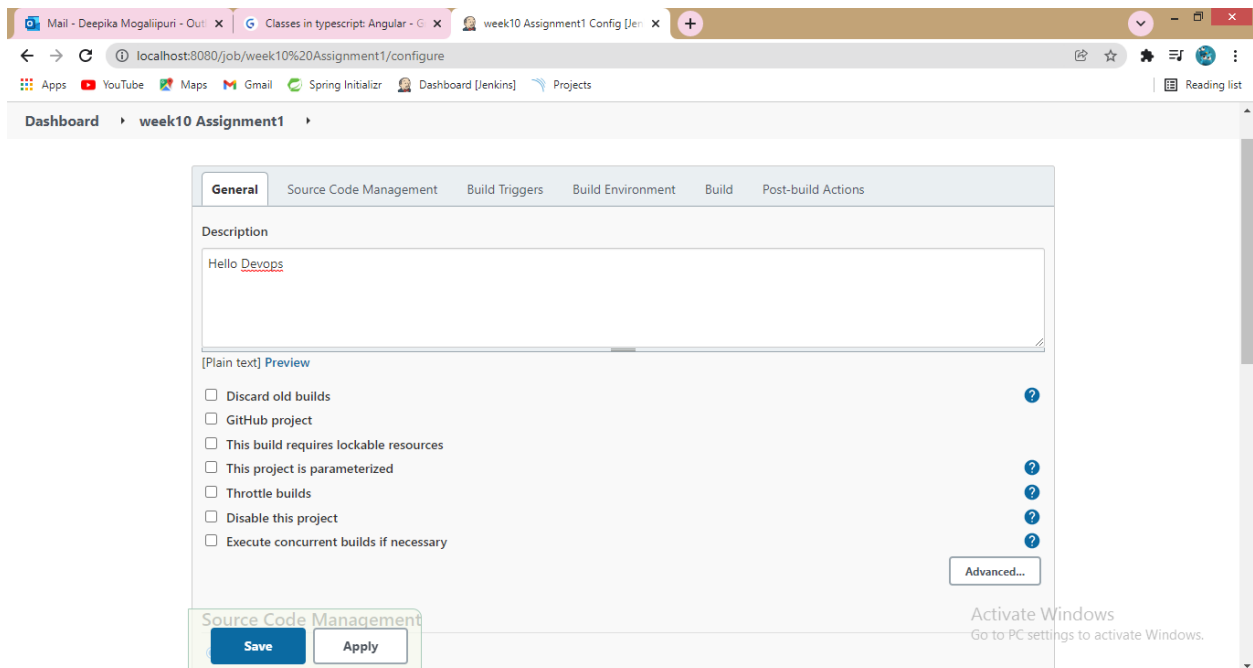 Mail - Deepika Mogaliipuri - Out
Classes in typescript: Angular - G
week10 Assignment1 Config [Jen
localhost:8080/job/week10%20Assignment1/configure
Apps YouTube Maps Gmail Spring Initializr Dashboard [Jenkins] Projects Reading list
Dashboard week10 Assignment1
General Source Code Management Build Triggers Build Environment Build Post-build Actions
Description
Hello Devops
[Plain text] Preview
Discard old builds
GitHub project
This build requires lockable resources
This project is parameterized
Throttle builds
Disable this project
Execute concurrent builds if necessary
Advanced...
Source Code Management
Save Apply
Activate Windows
Go to PC settings to activate Windows.